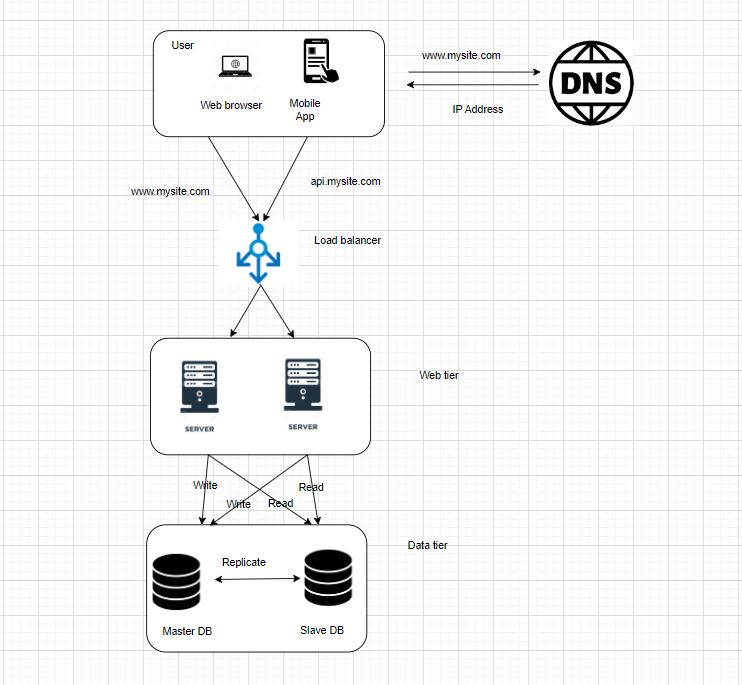 User
Web browser
Mobile
App
www.mysite.com
DNS
IP Address
www.mysite.com
api.mysite.com
Load balancer
SERVER
SERVER
Web tier
Write
Read
Write
Read
Data tier
Replicate
Master DB
Slave DB